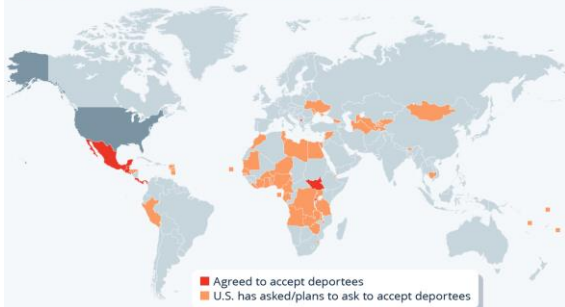 Agreed to accept deportees
U.S. has asked/plans to ask to accept deportees